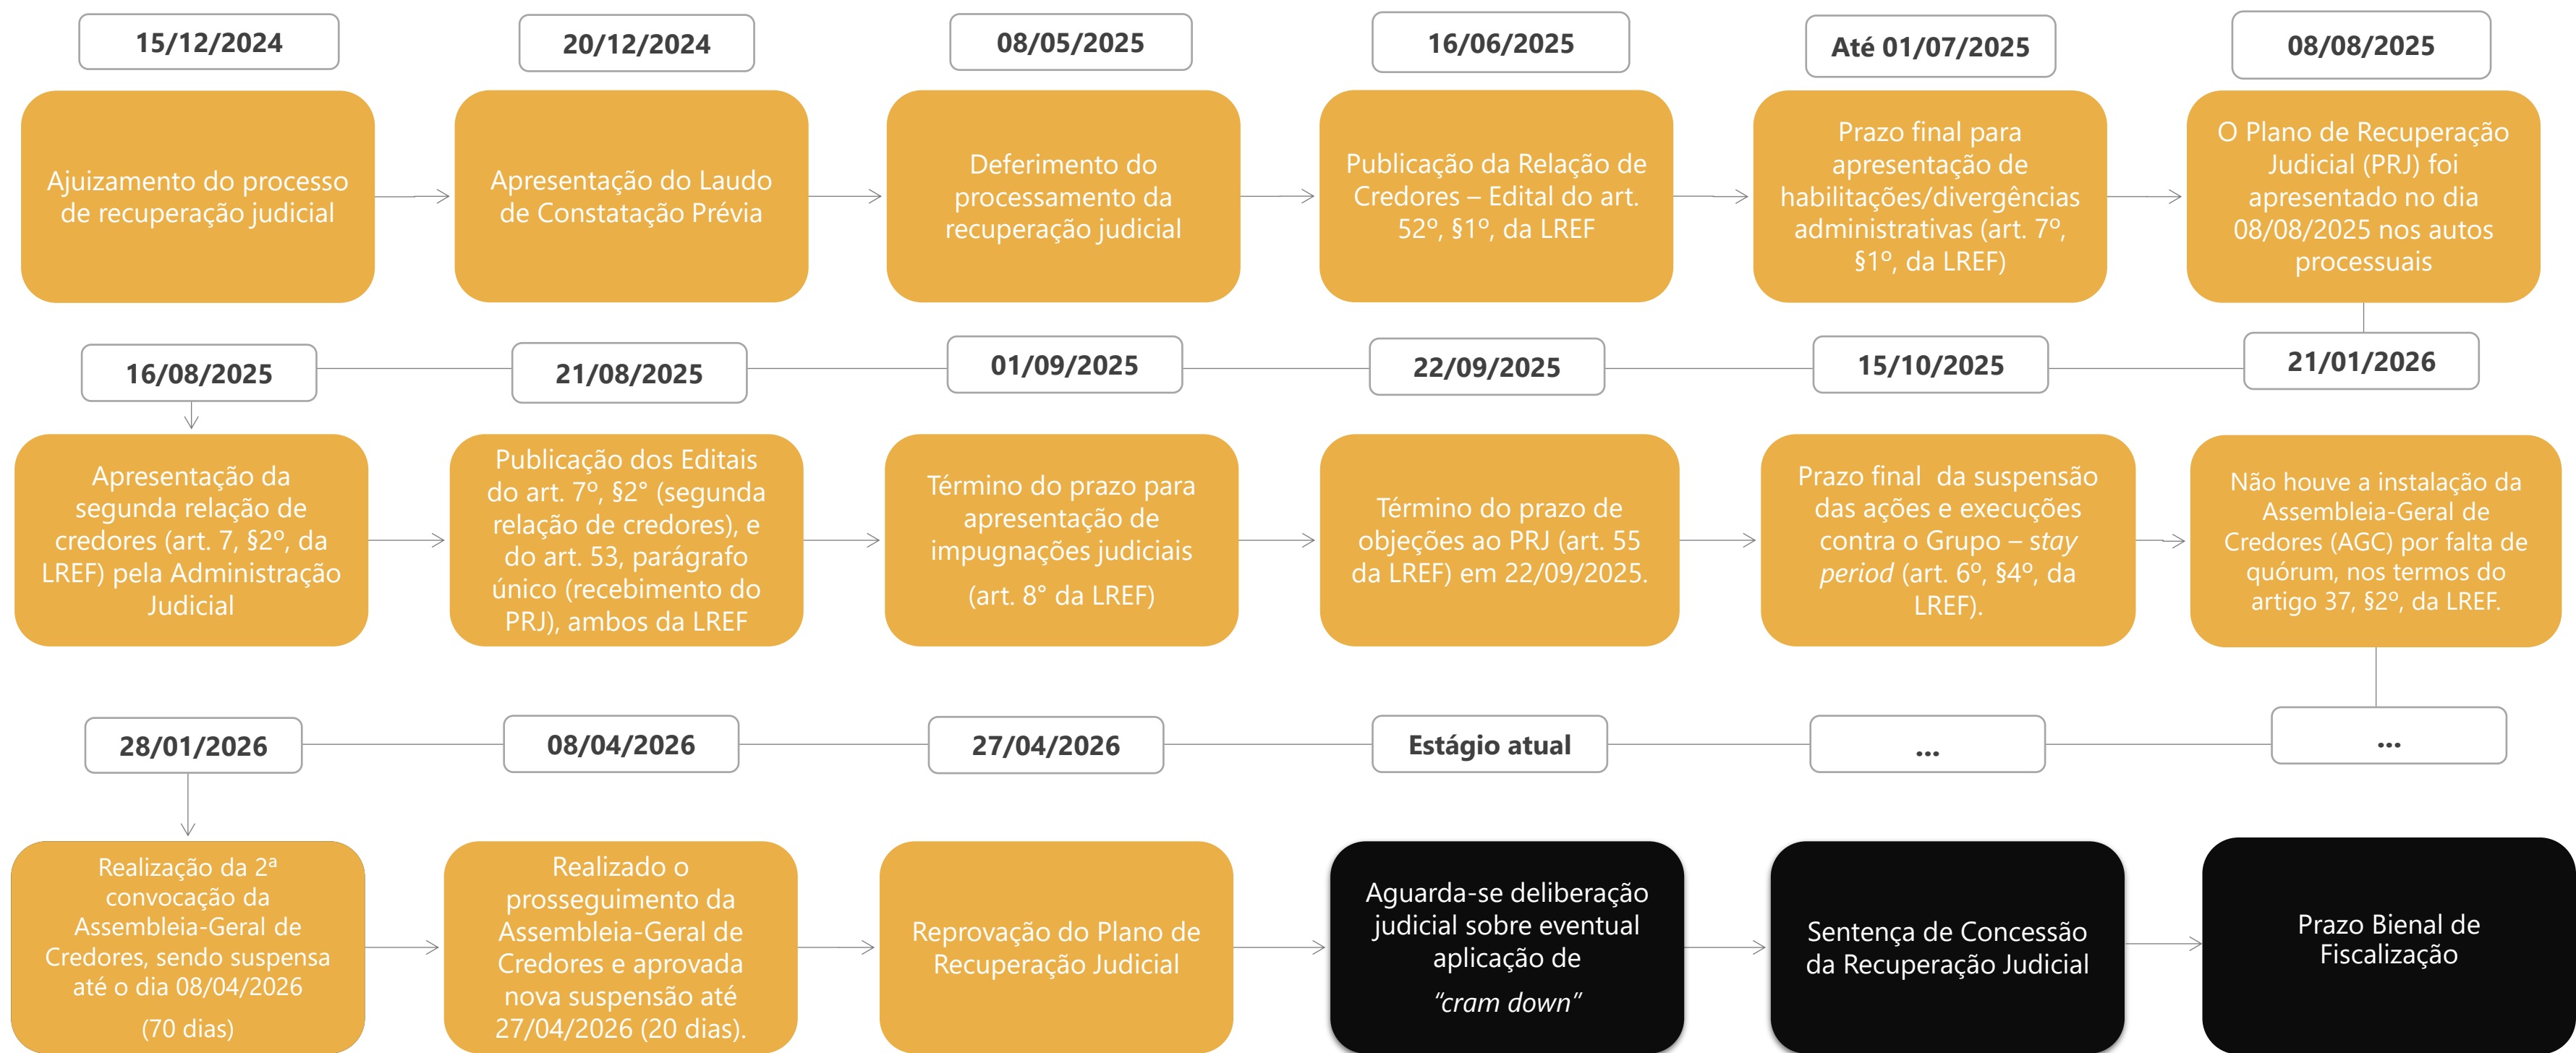 15/12/2024
20/12/2024
08/05/2025
16/06/2025
Até 01/07/2025
08/08/2025
Ajuizamento do processo
de recuperação judicial
Apresentação do Laudo
de Constatação Prévia
Deferimento do
processamento da
recuperação judicial
Publicação da Relação de
Credores – Edital do art.
52º, §1º, da LREF
Prazo final para
apresentação de
habilitações/divergências
administrativas (art. 7º,
§1º, da LREF)
O Plano de Recuperação
Judicial (PRJ) foi
apresentado no dia
08/08/2025 nos autos
processuais
16/08/2025
21/08/2025
01/09/2025
22/09/2025
15/10/2025
21/01/2026
Apresentação da
segunda relação de
credores (art. 7, §2º, da
LREF) pela Administração
Judicial
Publicação dos Editais
do art. 7º, §2° (segunda
relação de credores), e
do art. 53, parágrafo
único (recebimento do
PRJ), ambos da LREF
Término do prazo para
apresentação de
impugnações judiciais
(art. 8° da LREF)
Término do prazo de
objeções ao PRJ (art. 55
da LREF) em 22/09/2025.
Prazo final  da suspensão
das ações e execuções
contra o Grupo – stay
period (art. 6º, §4º, da
LREF).
Não houve a instalação da
Assembleia-Geral de
Credores (AGC) por falta de
quórum, nos termos do
artigo 37, §2º, da LREF.
28/01/2026
08/04/2026
27/04/2026
Estágio atual
...
...
Realização da 2ª
convocação da
Assembleia-Geral de
Credores, sendo suspensa
até o dia 08/04/2026
(70 dias)
Realizado o
prosseguimento da
Assembleia-Geral de
Credores e aprovada
nova suspensão até
27/04/2026 (20 dias).
Reprovação do Plano de
Recuperação Judicial
Aguarda-se deliberação
judicial sobre eventual
aplicação de
“cram down”
Sentença de Concessão
da Recuperação Judicial
Prazo Bienal de
Fiscalização